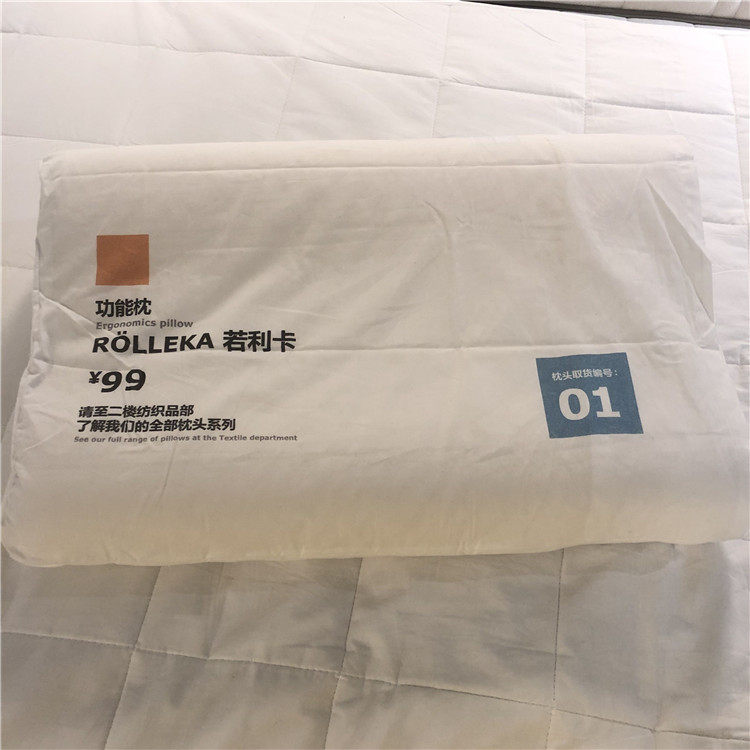 功能枕
Ergonomics pillow
RÖLLEKA 若利卡
¥99
请至二楼纺织品部
了解我们的全部枕头系列
See our full range of pillows at the Textile department
枕头取货编号:
01